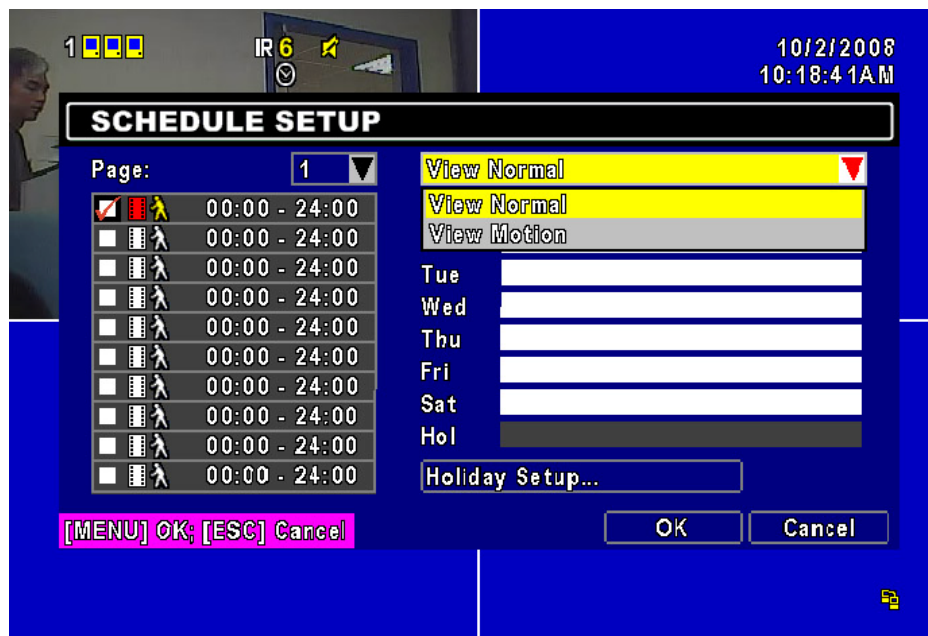 1 IR 6
10/2/2008
10:18:41AM
SCHEDULE SETUP
Page: 1
View Normal
View Normal
View Motion
00:00 - 24:00
00:00 - 24:00
00:00 - 24:00
00:00 - 24:00
00:00 - 24:00
00:00 - 24:00
00:00 - 24:00
00:00 - 24:00
00:00 - 24:00
00:00 - 24:00
Tue
Wed
Thu
Fri
Sat
Hol
Holiday Setup...
[MENU] OK; [ESC] Cancel
OK
Cancel